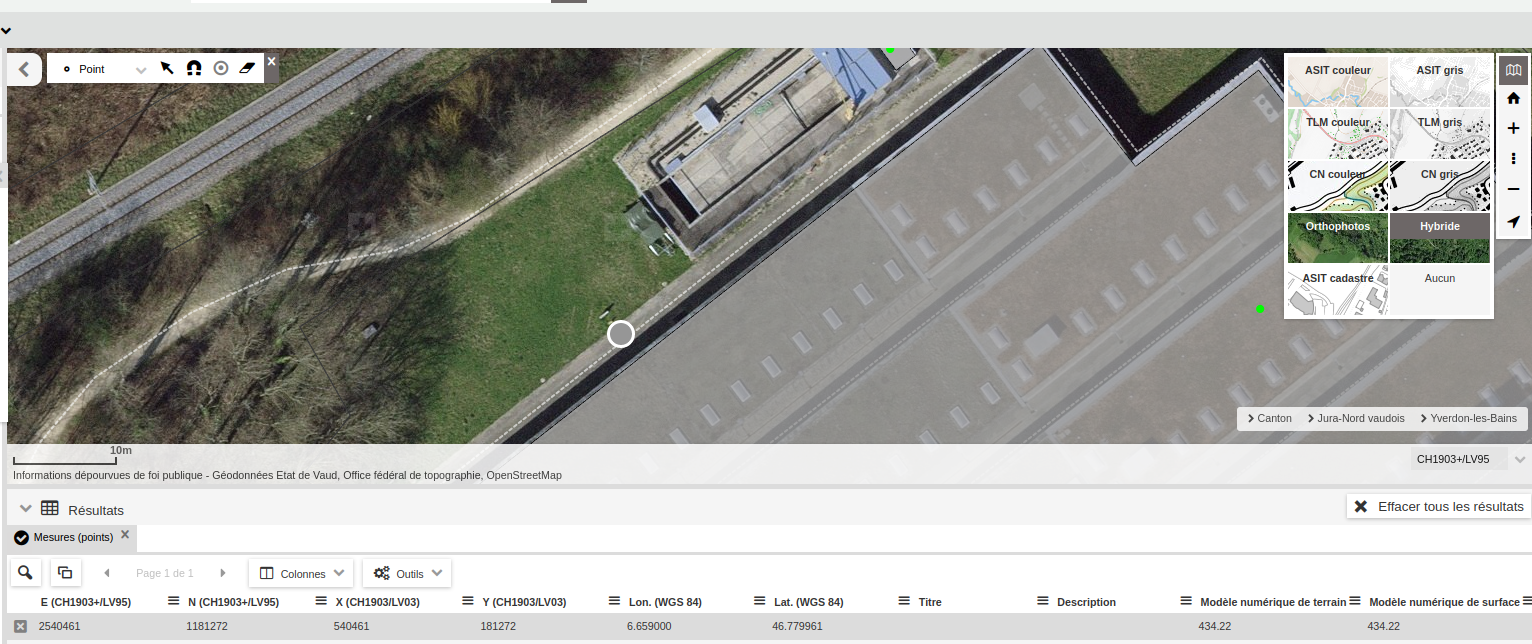 Point
ASIT couleur
ASIT gris
TLM couleur
TLM gris
CN couleur
CN gris
Orthophotos
Hybride
ASIT cadastre
Aucun
Canton
Jura-Nord vaudois
Yverdon-les-Bains
10m
CH1903+/LV95
Informations dépourvues de foi publique - Géodonnées Etat de Vaud, Office fédéral de topographie, OpenStreetMap
Résultats
Effacer tous les résultats
Mesures (points)
Page 1 de 1
Colonnes
Outils
E (CH1903+/LV95) N (CH1903+/LV95) X (CH1903/LV03) Y (CH1903/LV03) Lon. (WGS 84) Lat. (WGS 84) Titre Description Modèle numérique de terrain Modèle numérique de surface
2540461 1181272 540461 181272 6.659000 46.779961 434.22 434.22